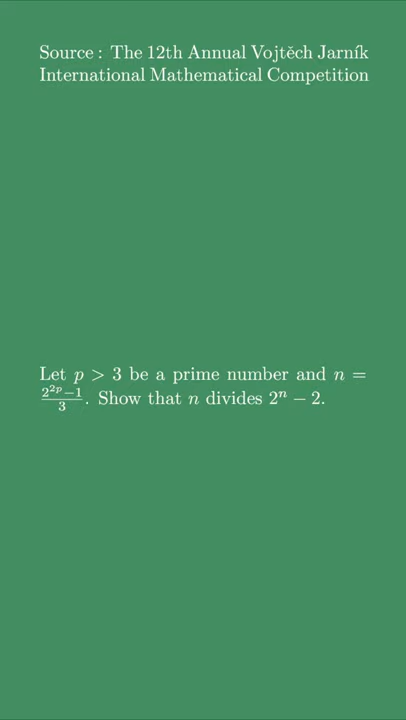 Source : The 12th Annual Vojtěch Jarník
International Mathematical Competition
Let p > 3 be a prime number and n =
\frac{2^{2p}-1}{3}. Show that n divides 2^n − 2.